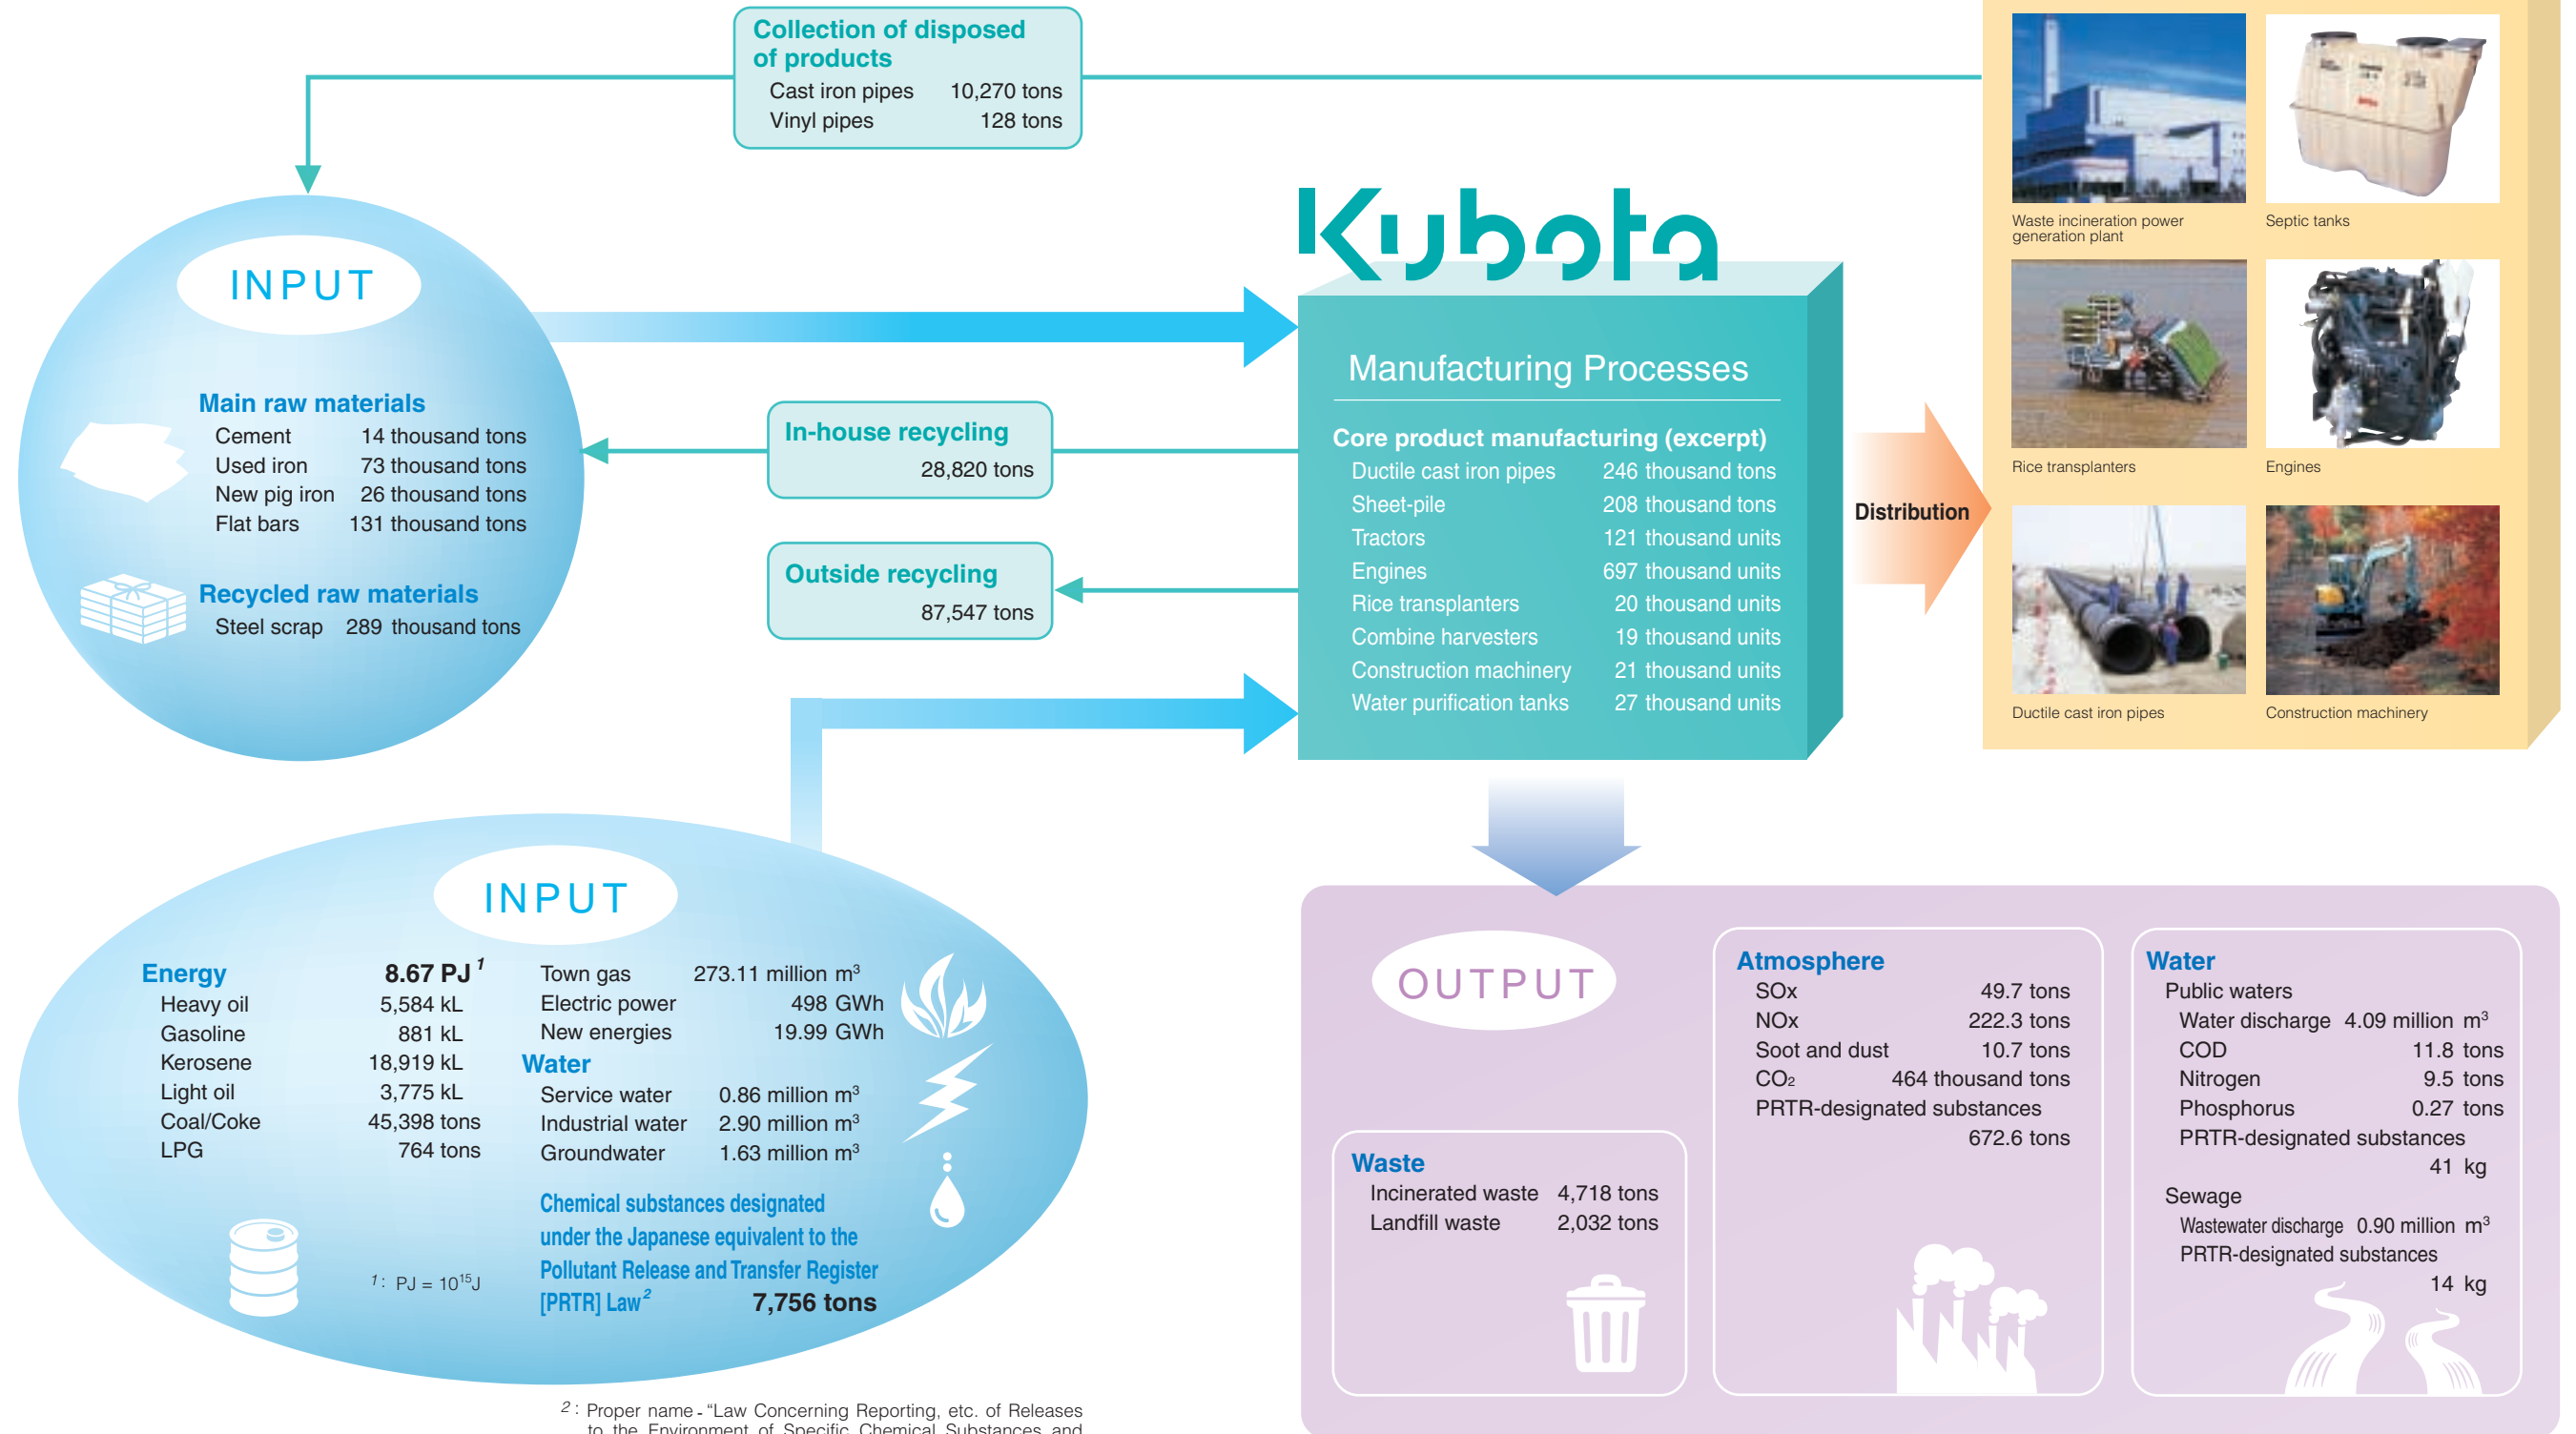 Collection of disposed
of products
Cast iron pipes 10,270 tons
Vinyl pipes 128 tons
INPUT
Main raw materials
Cement 14 thousand tons
Used iron 73 thousand tons
New pig iron 26 thousand tons
Flat bars 131 thousand tons
Recycled raw materials
Steel scrap 289 thousand tons
In-house recycling
28,820 tons
Outside recycling
87,547 tons
Kubota
Manufacturing Processes
Core product manufacturing (excerpt)
Ductile cast iron pipes 246 thousand tons
Sheet-pile 208 thousand tons
Tractors 121 thousand units
Engines 697 thousand units
Rice transplanters 20 thousand units
Combine harvesters 19 thousand units
Construction machinery 21 thousand units
Water purification tanks 27 thousand units
Distribution
Waste incineration power
generation plant
Septic tanks
Rice transplanters
Engines
Ductile cast iron pipes
Construction machinery
INPUT
Energy 8.67 PJ 1
Heavy oil 5,584 kL
Gasoline 881 kL
Kerosene 18,919 kL
Light oil 3,775 kL
Coal/Coke 45,398 tons
LPG 764 tons
1 : PJ = 10¹⁵J
Town gas 273.11 million m³
Electric power 498 GWh
New energies 19.99 GWh
Water
Service water 0.86 million m³
Industrial water 2.90 million m³
Groundwater 1.63 million m³
Chemical substances designated
under the Japanese equivalent to the
Pollutant Release and Transfer Register
[PRTR] Law 2 7,756 tons
2 : Proper name - “Law Concerning Reporting, etc. of Releases
to the Environment of Specific Chemical Substances and
OUTPUT
Waste
Incinerated waste 4,718 tons
Landfill waste 2,032 tons
Atmosphere
SOx 49.7 tons
NOx 222.3 tons
Soot and dust 10.7 tons
CO₂ 464 thousand tons
PRTR-designated substances
672.6 tons
Water
Public waters
Water discharge 4.09 million m³
COD 11.8 tons
Nitrogen 9.5 tons
Phosphorus 0.27 tons
PRTR-designated substances
41 kg
Sewage
Wastewater discharge 0.90 million m³
PRTR-designated substances
14 kg